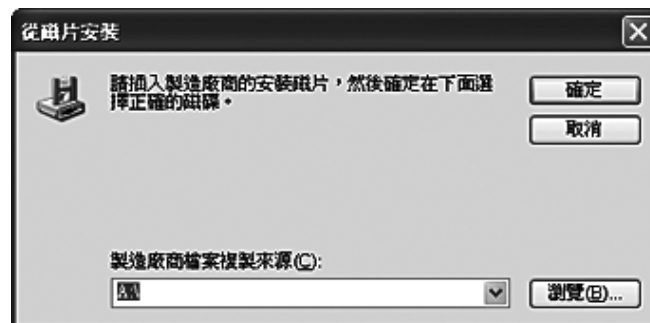 從磁片安裝
請插入製造廠商的安裝磁片，然後確定在下面選
擇正確的磁碟。
確定
取消
製造廠商檔案複製來源(C):
A:\
瀏覽(B)...